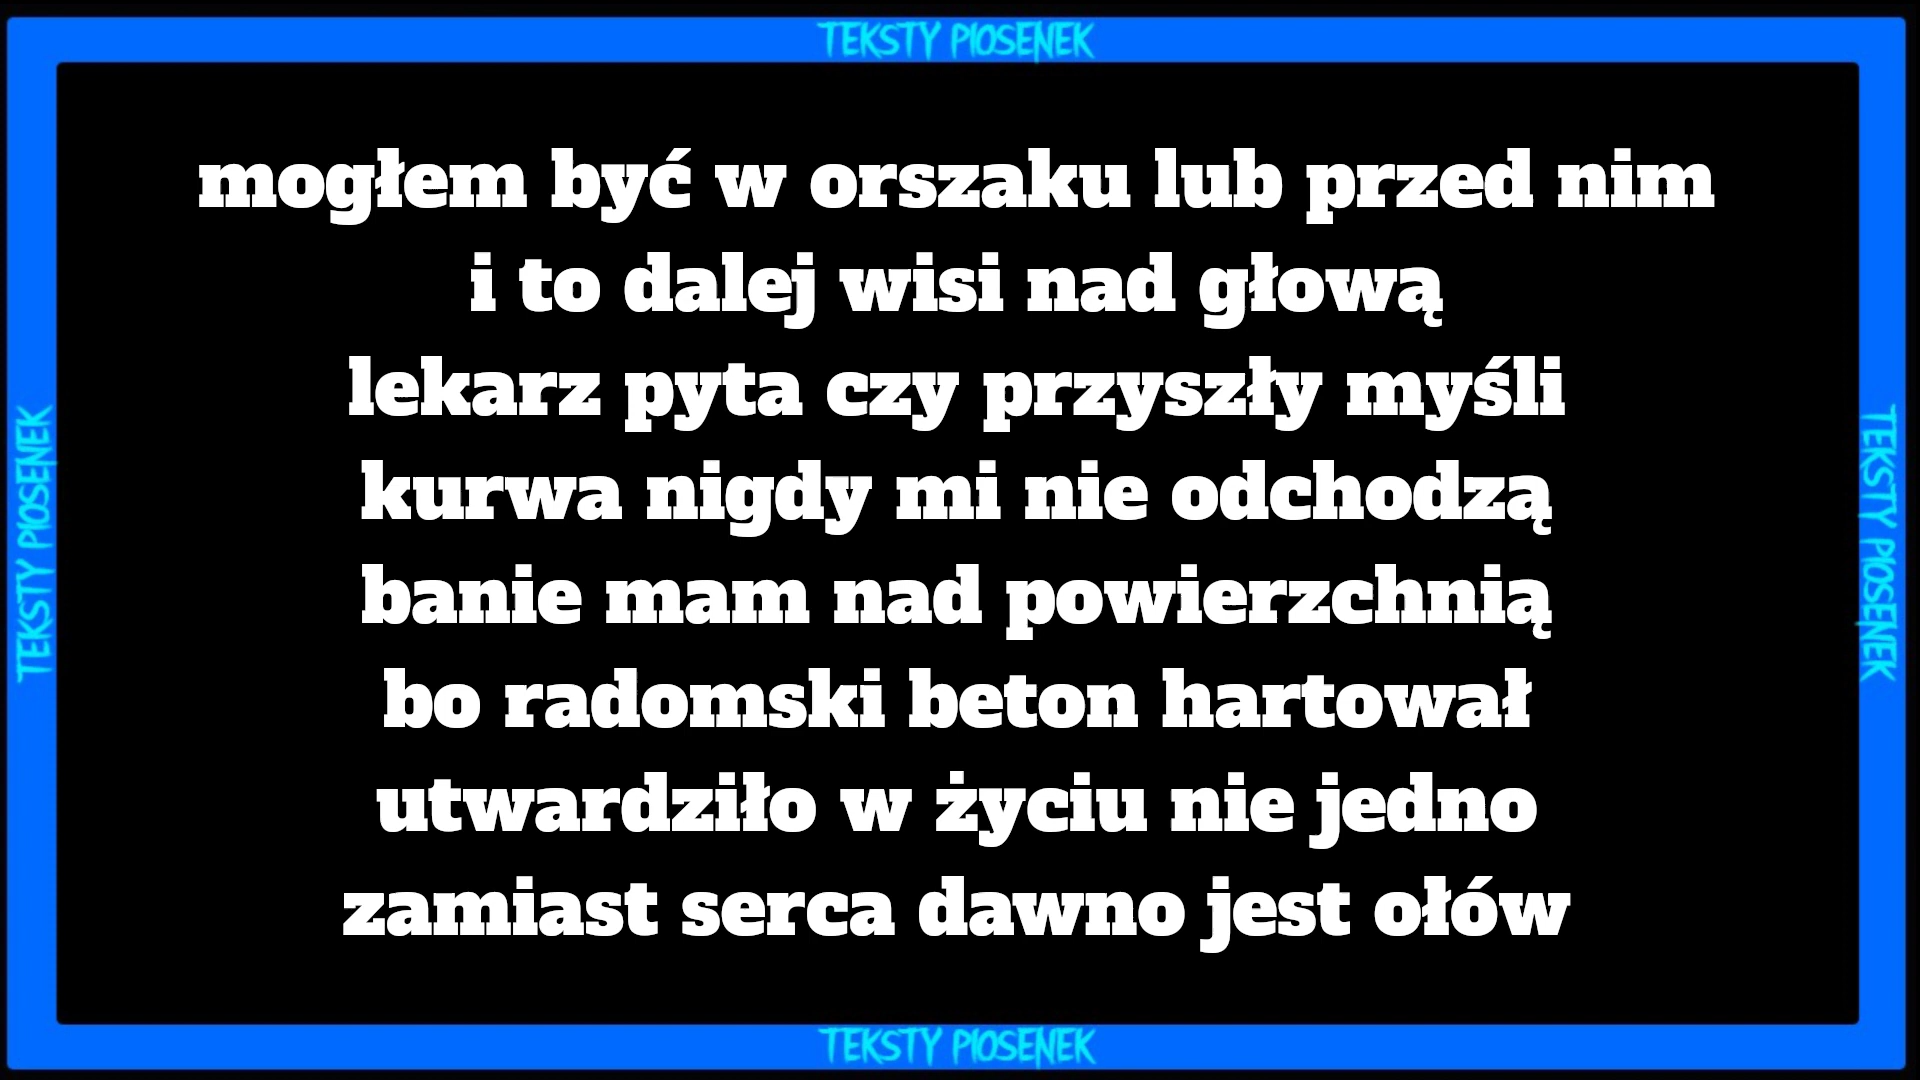 TEKSTY PIOSENEK
mogłem być w orszaku lub przed nim
i to dalej wisi nad głową
lekarz pyta czy przyszły myśli
kurwa nigdy mi nie odchodzą
banie mam nad powierzchnią
bo radomski beton hartował
utwardziło w życiu nie jedno
zamiast serca dawno jest ołów
TEKSTY PIOSENEK
TEKSTY PIOSENEK
TEKSTY PIOSENEK